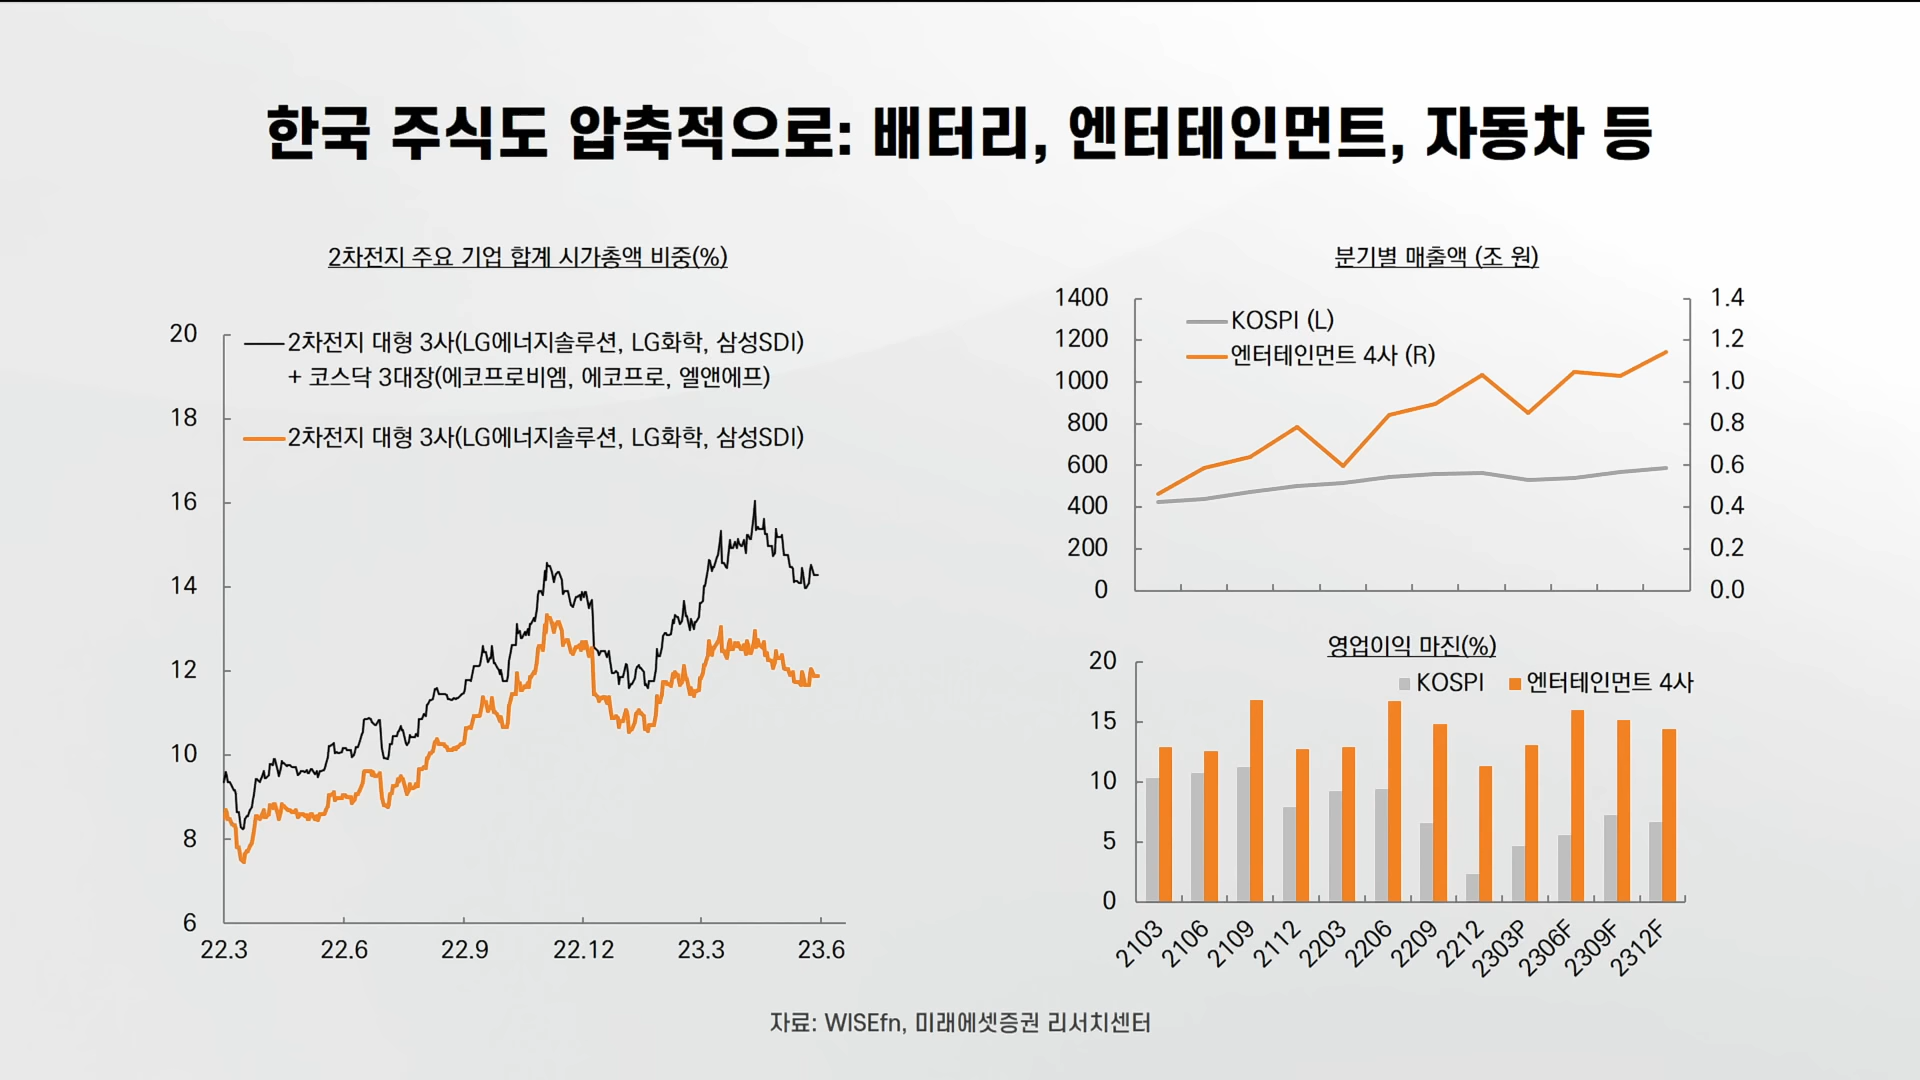 한국 주식도 압축적으로: 배터리, 엔터테인먼트, 자동차 등
2차전지 주요 기업 합계 시가총액 비중(%)
2차전지 대형 3사(LG에너지솔루션, LG화학, 삼성SDI)
+ 코스닥 3대장(에코프로비엠, 에코프로, 엘앤에프)
2차전지 대형 3사(LG에너지솔루션, LG화학, 삼성SDI)
20
18
16
14
12
10
8
6
22.3 22.6 22.9 22.12 23.3 23.6
분기별 매출액 (조 원)
KOSPI (L)
엔터테인먼트 4사 (R)
1400 1.4
1200 1.2
1000 1.0
800 0.8
600 0.6
400 0.4
200 0.2
0 0.0
영업이익 마진(%)
KOSPI 엔터테인먼트 4사
20
15
10
5
0
2103 2106 2109 2112 2203 2206 2209 2212 2303P 2306F 2309F 2312F
자료: WISEfn, 미래에셋증권 리서치센터